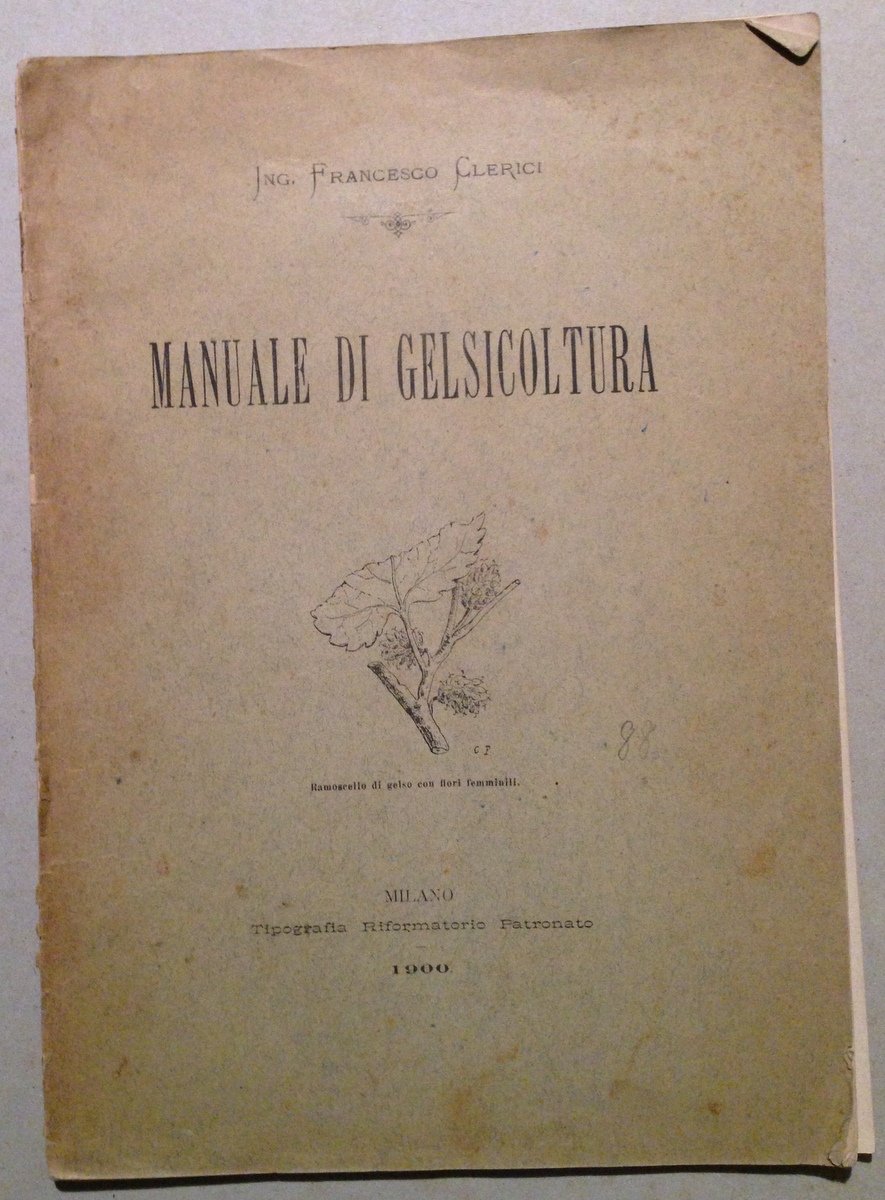 ING. FRANCESCO CLERICI
MANUALE DI GELSICOLTURA
C P
88
Ramoscello di gelso con fiori femminili.
MILANO
Tipografia Riformatorio Patronato
1900